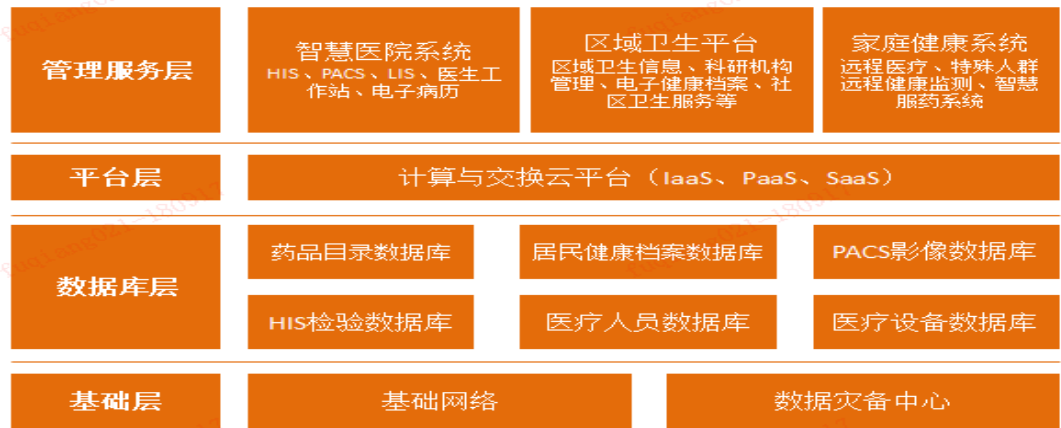 管理服务层
智慧医院系统
HIS、PACS、LIS、医生工
作站、电子病历
区域卫生平台
区域卫生信息、科研机构
管理、电子健康档案、社
区卫生服务等
家庭健康系统
远程医疗、特殊人群
远程健康监测、智慧
服药系统
平台层
计算与交换云平台（IaaS、PaaS、SaaS）
数据库层
药品目录数据库
居民健康档案数据库
PACS影像数据库
HIS检验数据库
医疗人员数据库
医疗设备数据库
基础层
基础网络
数据灾备中心